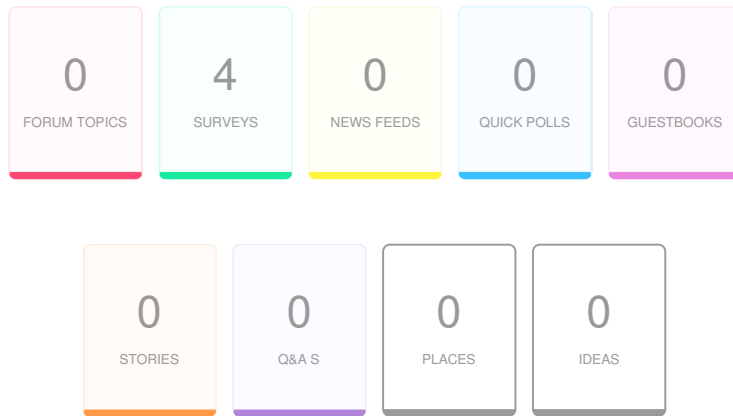 0
4
0
0
0
FORUM TOPICS
SURVEYS
NEWS FEEDS
QUICK POLLS
GUESTBOOKS
0
0
0
0
STORIES
Q&A S
PLACES
IDEAS